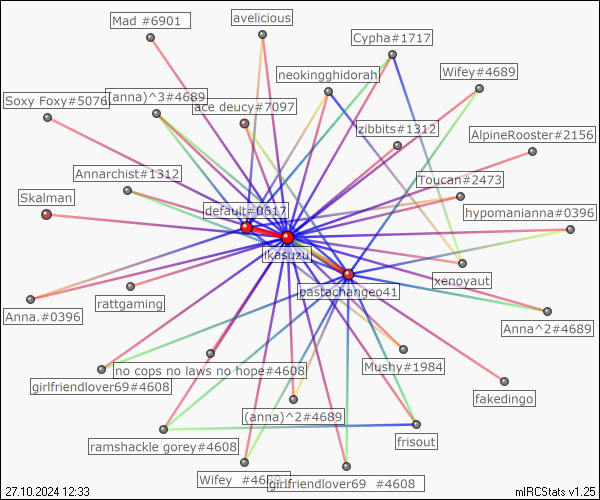 Mad #6901
avelicious
Cypha#1717
neokingghidorah
Wifey#4689
Soxy Foxy#5076
(anna)^3#4689
ace deucy#7097
zibbits#1312
AlpineRooster#2156
Annarchist#1312
Toucan#2473
Skalman
default#0617
hypomanianna#0396
ikasuzu
xenoyaut
pastachangeo41
rattgaming
Anna.#0396
Anna^2#4689
no cops no laws no hope#4608
Mushy#1984
girlfriendlover69#4608
fakedingo
(anna)^2#4689
ramshackle gorey#4608
frisout
Wifey
girlfriendlover69 #4608
27.10.2024 12:33
mIRCStats v1.25